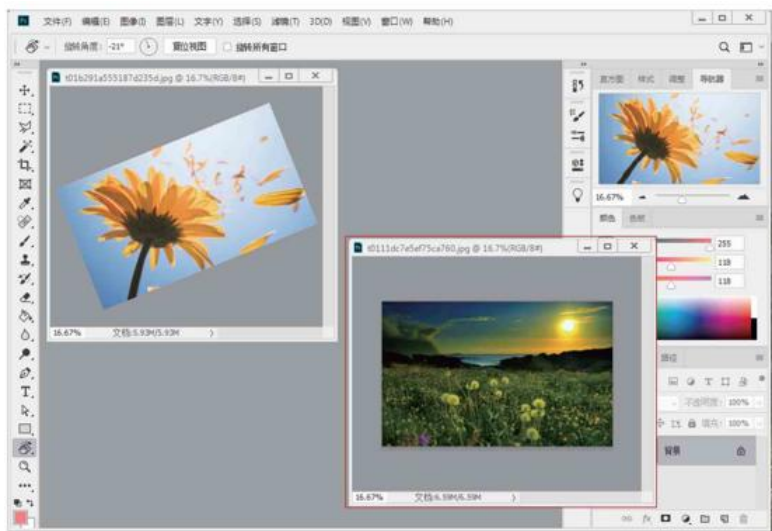 Ps 文件(F) 编辑(E) 图像(I) 图层(L) 文字(Y) 选择(S) 滤镜(T) 3D(D) 视图(V) 窗口(W) 帮助(H)
旋转角度: -21° 复位视图 旋转所有窗口
t01b291a555187d235d.jpg @ 16.7%(RGB/8#)
16.67% 文档:5.93M/5.93M
直方图 样式 调整 导航器
16.67%
颜色 色板
255
118
118
t0111dc7e5ef75ca760.jpg @ 16.7%(RGB/8#)
16.67% 文档:6.59M/6.59M
路径
不透明度: 100%
填充: 100%
背景
fx